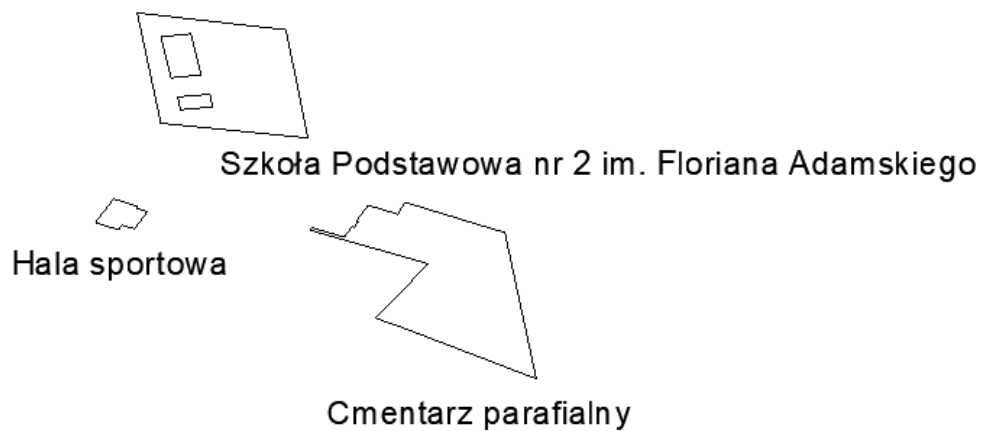 Szkoła Podstawowa nr 2 im. Floriana Adamskiego
Hala sportowa
Cmentarz parafialny